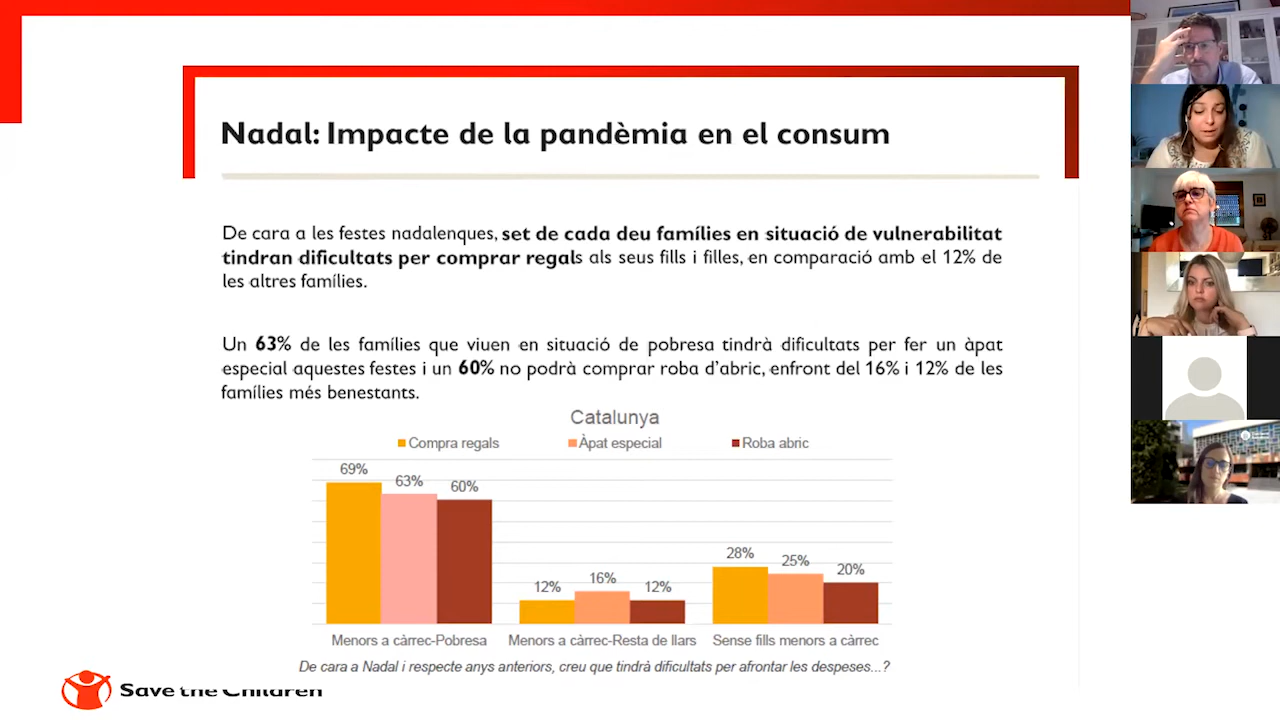 Nadal: Impacte de la pandèmia en el consum
De cara a les festes nadalenques, set de cada deu famílies en situació de vulnerabilitat
tindran dificultats per comprar regals als seus fills i filles, en comparació amb el 12% de
les altres famílies.
Un 63% de les famílies que viuen en situació de pobresa tindrà dificultats per fer un àpat
especial aquestes festes i un 60% no podrà comprar roba d'abric, enfront del 16% i 12% de les
famílies més benestants.
Catalunya
Compra regals Àpat especial Roba abric
69% 63% 60% 12% 16% 12% 28% 25% 20%
Menors a càrrec-Pobresa Menors a càrrec-Resta de llars Sense fills menors a càrrec
De cara a Nadal i respecte anys anteriors, creu que tindrà dificultats per afrontar les despeses...?
Save the Children